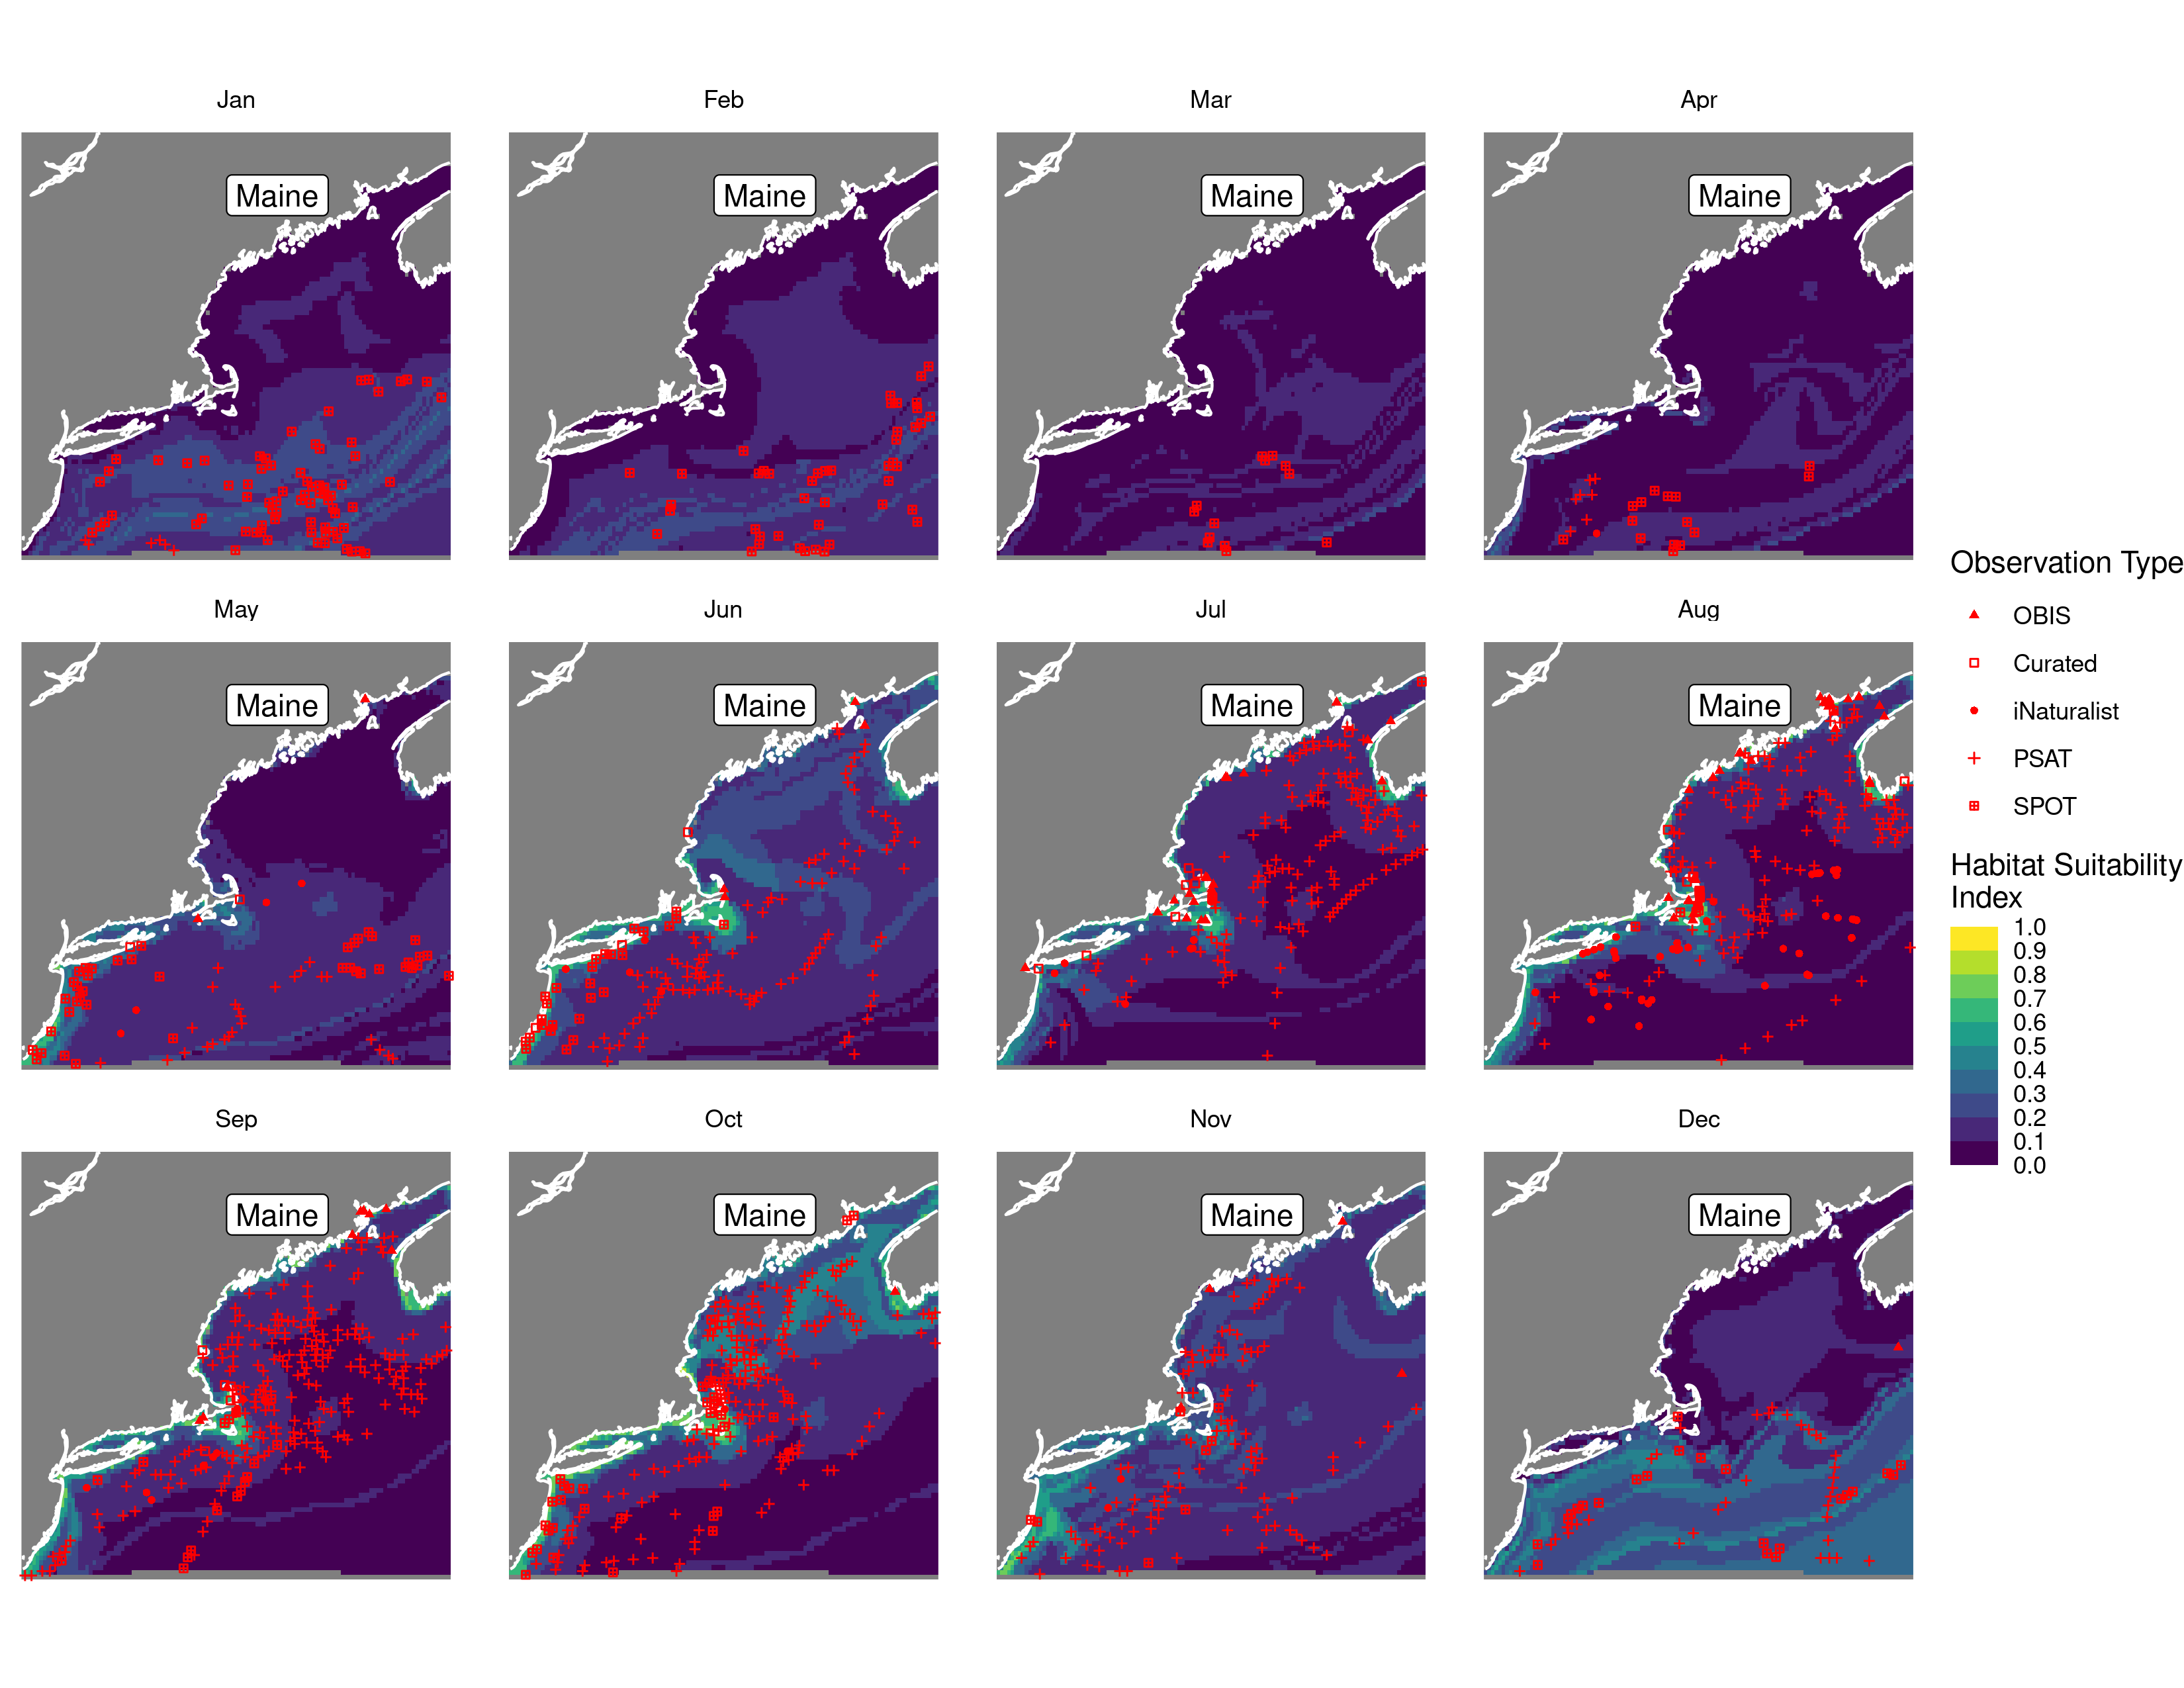 Jan
Feb
Mar
Apr
Maine
Maine
Maine
Maine
May
Jun
Jul
Aug
Maine
Maine
Maine
Maine
Sep
Oct
Nov
Dec
Maine
Maine
Maine
Maine
Observation Type
OBIS
Curated
iNaturalist
PSAT
SPOT
Habitat Suitability
Index
1.0
0.9
0.8
0.7
0.6
0.5
0.4
0.3
0.2
0.1
0.0